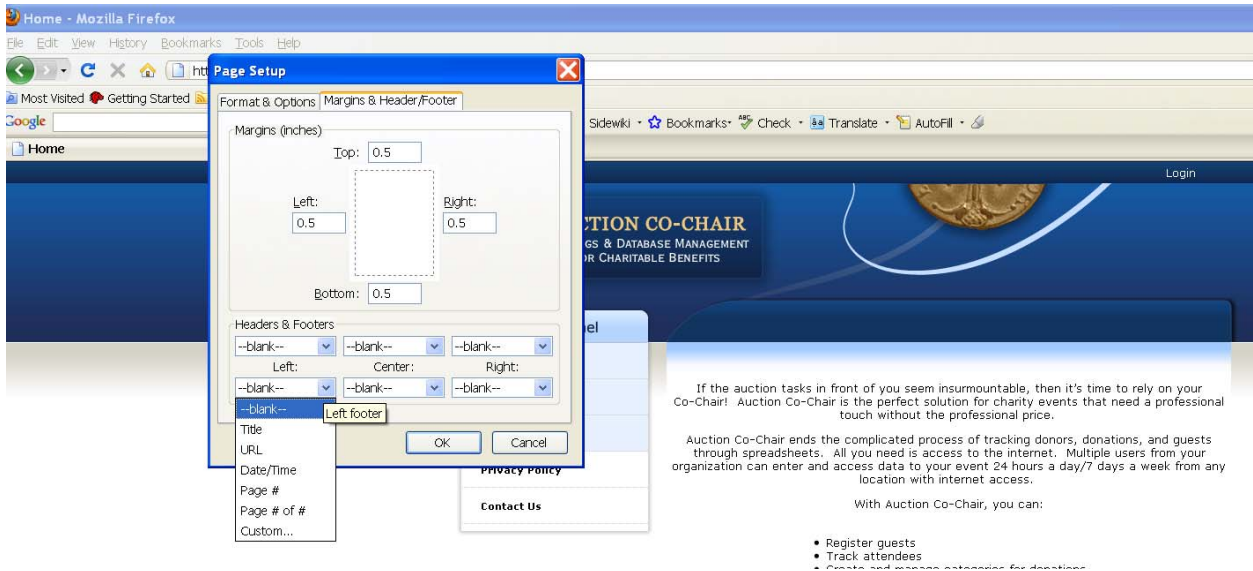 Home - Mozilla Firefox
File Edit View History Bookmarks Tools Help
htt
Most Visited Getting Started
Google
Sidewiki Bookmarks Check Translate AutoFill
Home
Page Setup
Format & Options Margins & Header/Footer
Margins (inches)
Top: 0.5
Left: Right:
0.5 0.5
Bottom: 0.5
Headers & Footers
--blank-- --blank-- --blank--
Left: Center: Right:
--blank-- --blank-- --blank--
--blank--
Left footer
Title
URL
Date/Time
Page #
Page # of #
Custom...
OK Cancel
Login
CTION CO-CHAIR
GS & DATABASE MANAGEMENT
OR CHARITABLE BENEFITS
el
Privacy Policy
Contact Us
If the auction tasks in front of you seem insurmountable, then it's time to rely on your
Co-Chair! Auction Co-Chair is the perfect solution for charity events that need a professional
touch without the professional price.
Auction Co-Chair ends the complicated process of tracking donors, donations, and guests
through spreadsheets. All you need is access to the internet. Multiple users from your
organization can enter and access data to your event 24 hours a day/7 days a week from any
location with internet access.
With Auction Co-Chair, you can:
• Register guests
• Track attendees
• Create and manage categories for donations